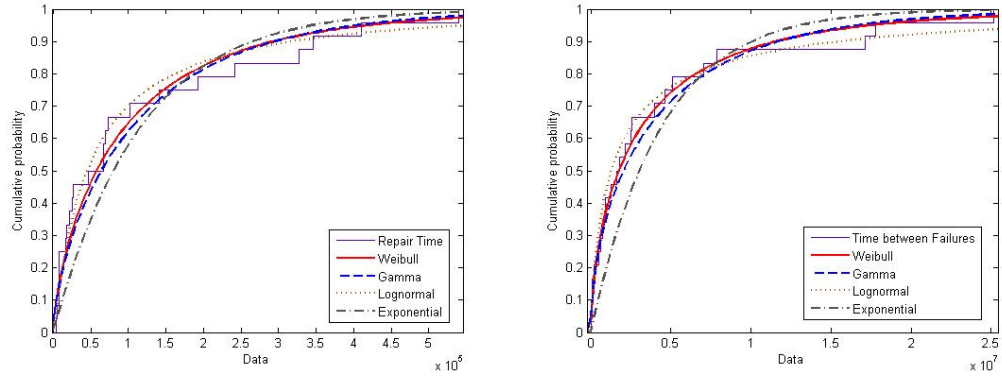 1
0.9
0.8
0.7
0.6
0.5
0.4
0.3
0.2
0.1
0
Cumulative probability
Repair Time
Weibull
Gamma
Lognormal
Exponential
0 0.5 1 1.5 2 2.5 3 3.5 4 4.5 5
Data
x 10^5
1
0.9
0.8
0.7
0.6
0.5
0.4
0.3
0.2
0.1
0
Cumulative probability
Time between Failures
Weibull
Gamma
Lognormal
Exponential
0 0.5 1 1.5 2 2.5
Data
x 10^7